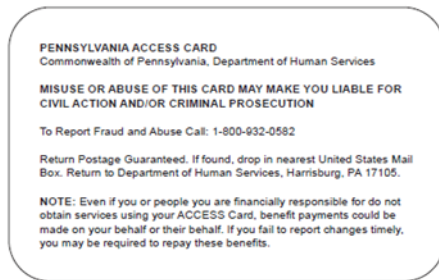 PENNSYLVANIA ACCESS CARD
Commonwealth of Pennsylvania, Department of Human Services
MISUSE OR ABUSE OF THIS CARD MAY MAKE YOU LIABLE FOR
CIVIL ACTION AND/OR CRIMINAL PROSECUTION
To Report Fraud and Abuse Call: 1-800-932-0582
Return Postage Guaranteed. If found, drop in nearest United States Mail
Box. Return to Department of Human Services, Harrisburg, PA 17105.
NOTE: Even if you or people you are financially responsible for do not
obtain services using your ACCESS Card, benefit payments could be
made on your behalf or their behalf. If you fail to report changes timely,
you may be required to repay these benefits.